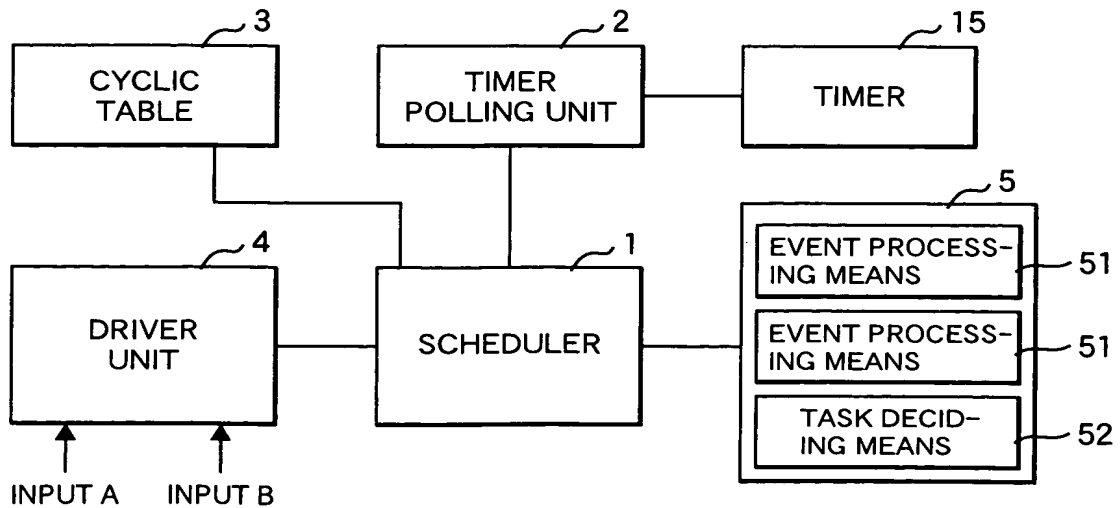 3
2
15
CYCLIC
TABLE
TIMER
POLLING UNIT
TIMER
4
1
5
DRIVER
UNIT
SCHEDULER
EVENT PROCESS-
ING MEANS
51
EVENT PROCESS-
ING MEANS
51
TASK DECID-
ING MEANS
52
INPUT A
INPUT B